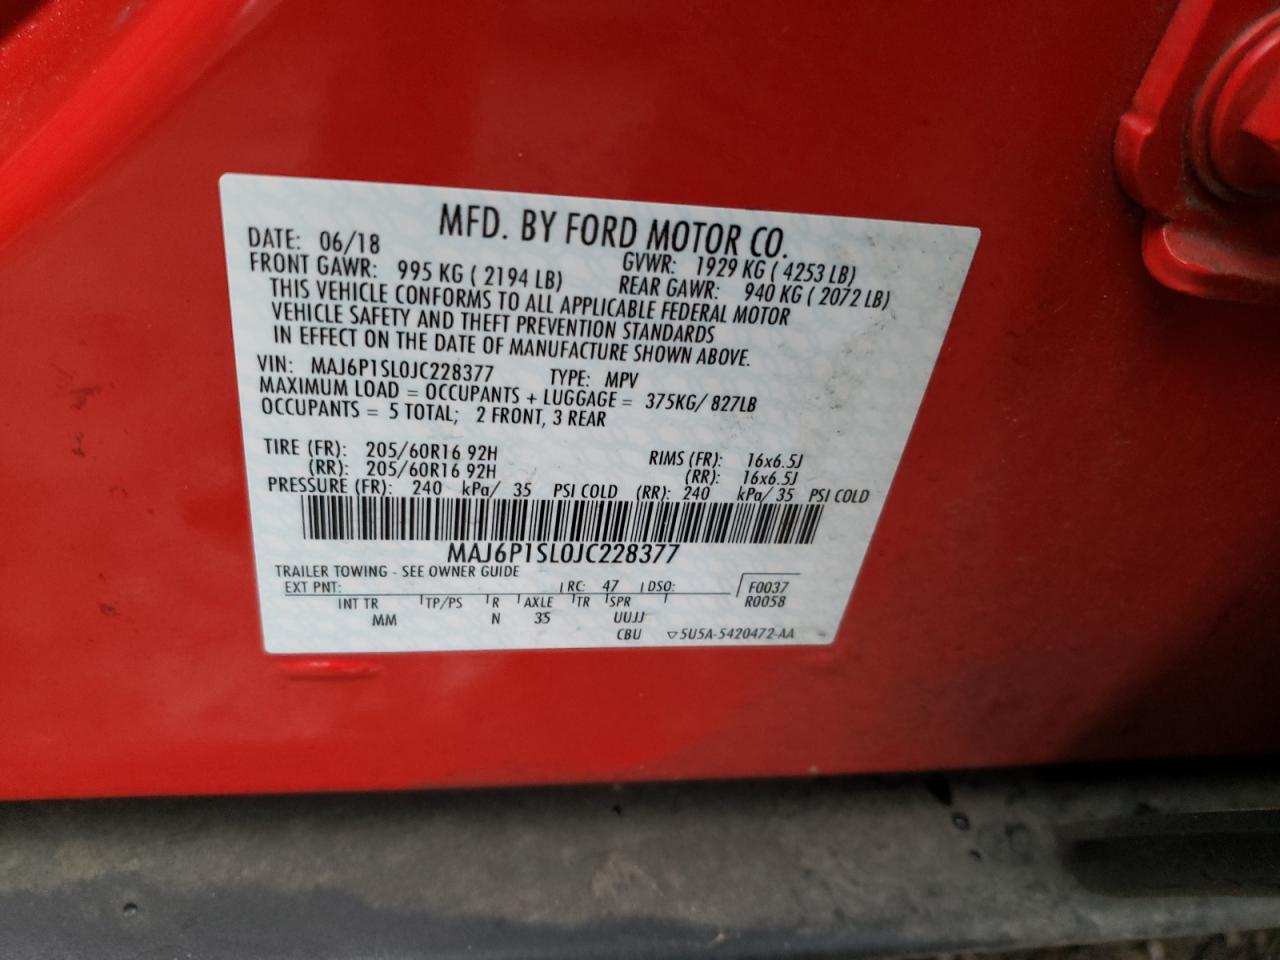 MFD. BY FORD MOTOR CO.
DATE: 06/18 GVWR: 1929 KG ( 4253 LB)
FRONT GAWR: 995 KG ( 2194 LB) REAR GAWR: 940 KG ( 2072 LB)
THIS VEHICLE CONFORMS TO ALL APPLICABLE FEDERAL MOTOR
VEHICLE SAFETY AND THEFT PREVENTION STANDARDS
IN EFFECT ON THE DATE OF MANUFACTURE SHOWN ABOVE.
VIN: MAJ6P1SL0JC228377 TYPE: MPV
MAXIMUM LOAD = OCCUPANTS + LUGGAGE = 375KG/ 827LB
OCCUPANTS = 5 TOTAL; 2 FRONT, 3 REAR
TIRE (FR): 205/60R16 92H RIMS (FR): 16x6.5J
(RR): 205/60R16 92H (RR): 16x6.5J
PRESSURE (FR): 240 kPa/ 35 PSI COLD (RR): 240 kPa/ 35 PSI COLD
MAJ6P1SL0JC228377
TRAILER TOWING - SEE OWNER GUIDE
EXT PNT: RC: 47 DSO: F0037
INT TR TP/PS R AXLE TR SPR R0058
MM N 35 UUJJ
CBU ▽5U5A-5420472-AA